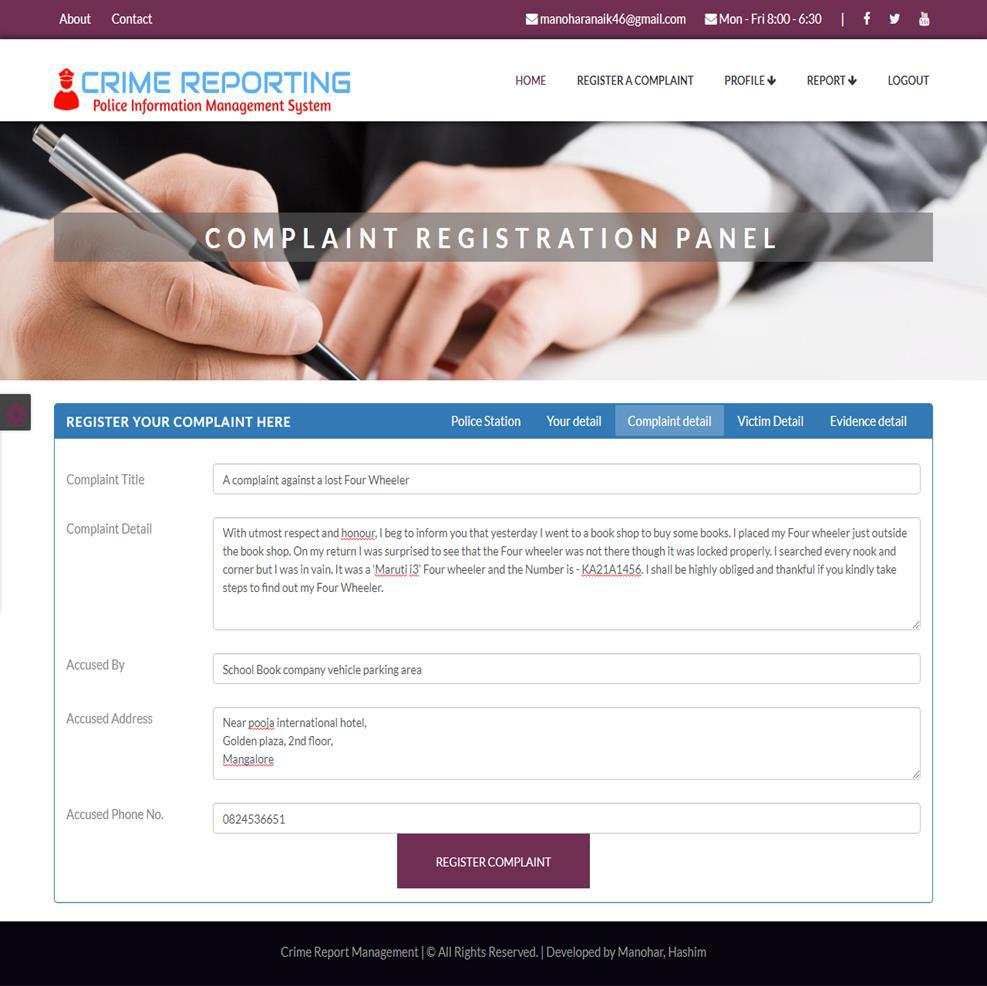 About Contact manoharanaik46@gmail.com Mon - Fri 8:00 - 6:30 |
CRIME REPORTING
Police Information Management System
HOME REGISTER A COMPLAINT PROFILE REPORT LOGOUT
COMPLAINT REGISTRATION PANEL
REGISTER YOUR COMPLAINT HERE Police Station Your detail Complaint detail Victim Detail Evidence detail
Complaint Title A complaint against a lost Four Wheeler
Complaint Detail With utmost respect and honour, I beg to inform you that yesterday I went to a book shop to buy some books. I placed my Four wheeler just outside
the book shop. On my return I was surprised to see that the Four wheeler was not there though it was locked properly. I searched every nook and
corner but I was in vain. It was a 'Maruti i3' Four wheeler and the Number is - KA21A1456. I shall be highly obliged and thankful if you kindly take
steps to find out my Four Wheeler.
Accused By School Book company vehicle parking area
Accused Address Near pooja international hotel,
Golden plaza, 2nd floor,
Mangalore
Accused Phone No. 0824536651
REGISTER COMPLAINT
Crime Report Management | © All Rights Reserved. | Developed by Manohar, Hashim